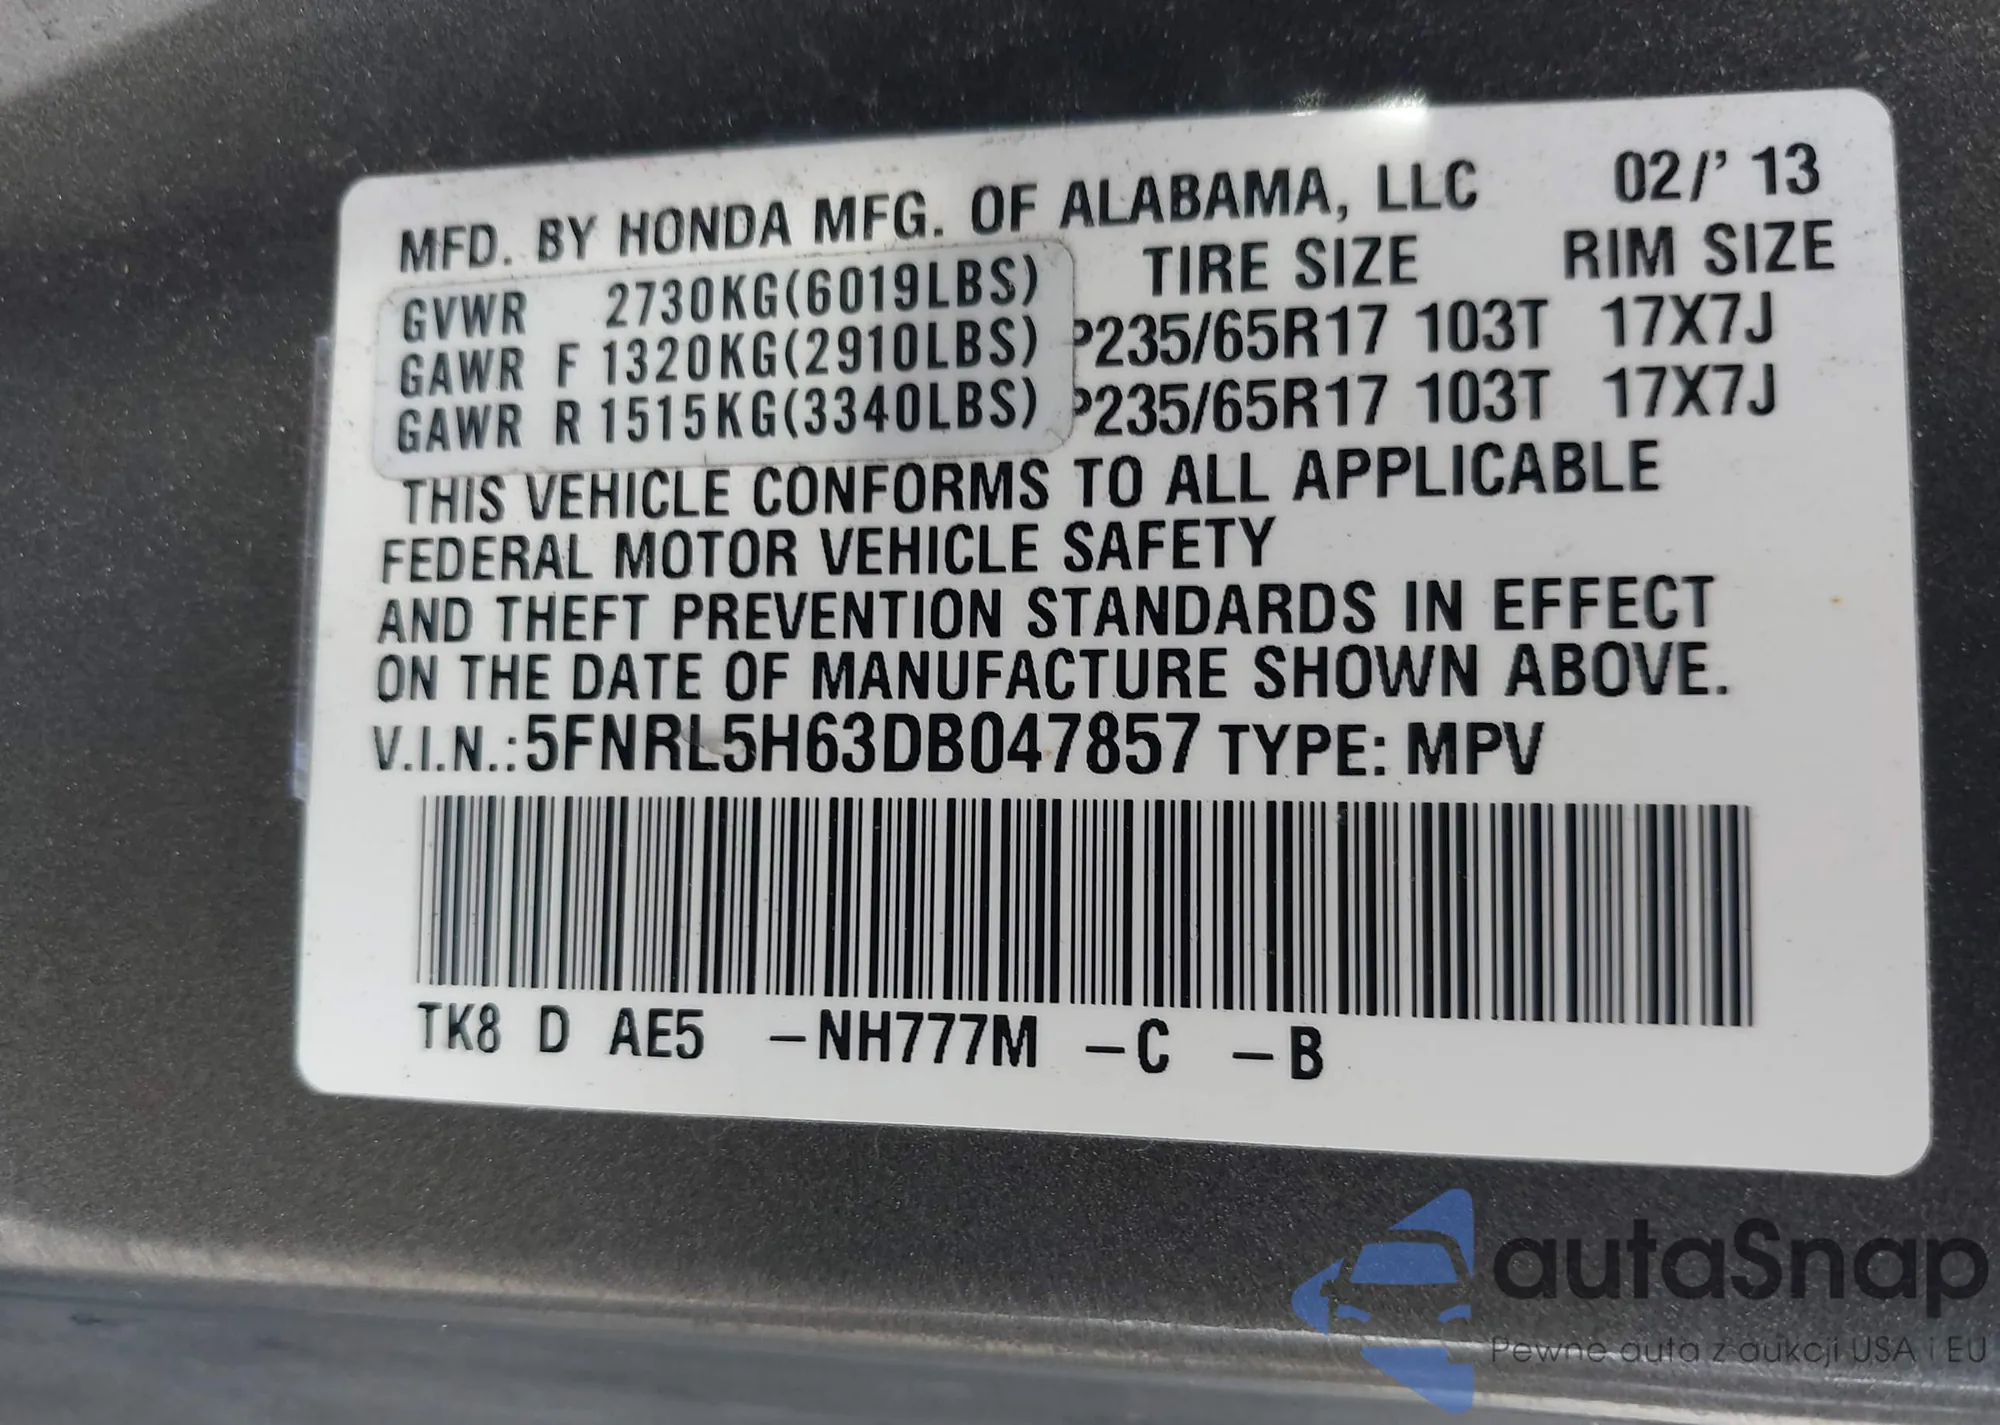 MFD. BY HONDA MFG. OF ALABAMA, LLC 02/' 13
TIRE SIZE RIM SIZE
GVWR 2730KG(6019LBS)
GAWR F 1320KG(2910LBS) P235/65R17 103T 17X7J
GAWR R 1515KG(3340LBS) P235/65R17 103T 17X7J
THIS VEHICLE CONFORMS TO ALL APPLICABLE
FEDERAL MOTOR VEHICLE SAFETY
AND THEFT PREVENTION STANDARDS IN EFFECT
ON THE DATE OF MANUFACTURE SHOWN ABOVE.
V.I.N.: 5FNRL5H63DB047857 TYPE: MPV
TK8 D AE5 –NH777M –C –B
autaSnap
Pewne auta z aukcji USA i EU